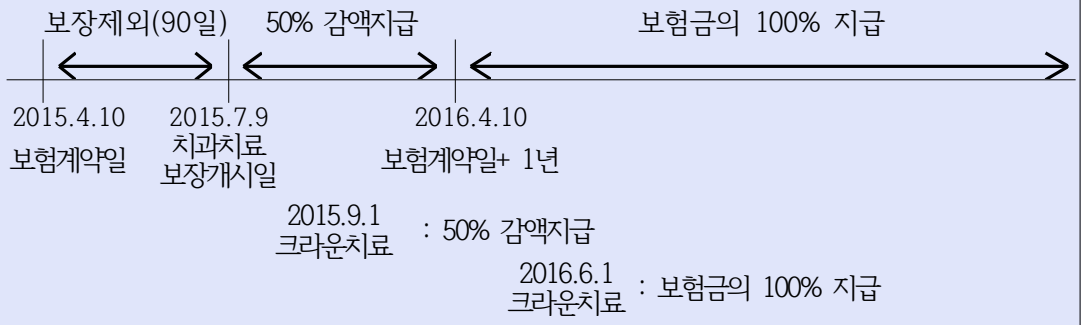 보장제외(90일) 50% 감액지급 보험금의 100% 지급
2015.4.10 2015.7.9 2016.4.10
보험계약일 치과치료 보장개시일 보험계약일+ 1년
2015.9.1
크라운치료 : 50% 감액지급
2016.6.1
크라운치료 : 보험금의 100% 지급